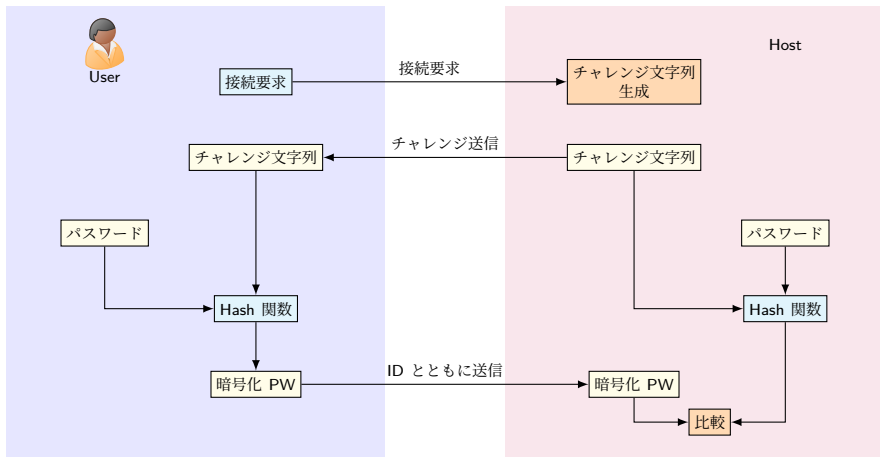 User
Host
接続要求
接続要求
チャレンジ文字列
生成
チャレンジ文字列
チャレンジ送信
チャレンジ文字列
パスワード
パスワード
Hash 関数
Hash 関数
暗号化 PW
ID とともに送信
暗号化 PW
比較